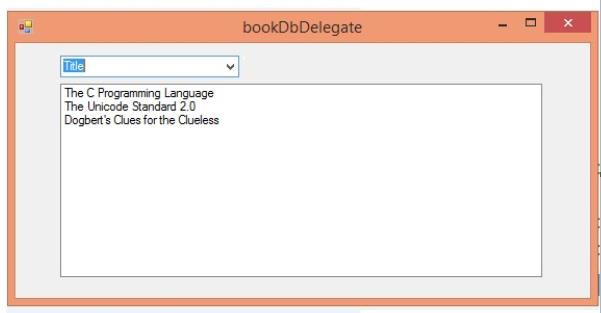 bookDbDelegate
Title
The C Programming Language
The Unicode Standard 2.0
Dogbert's Clues for the Clueless